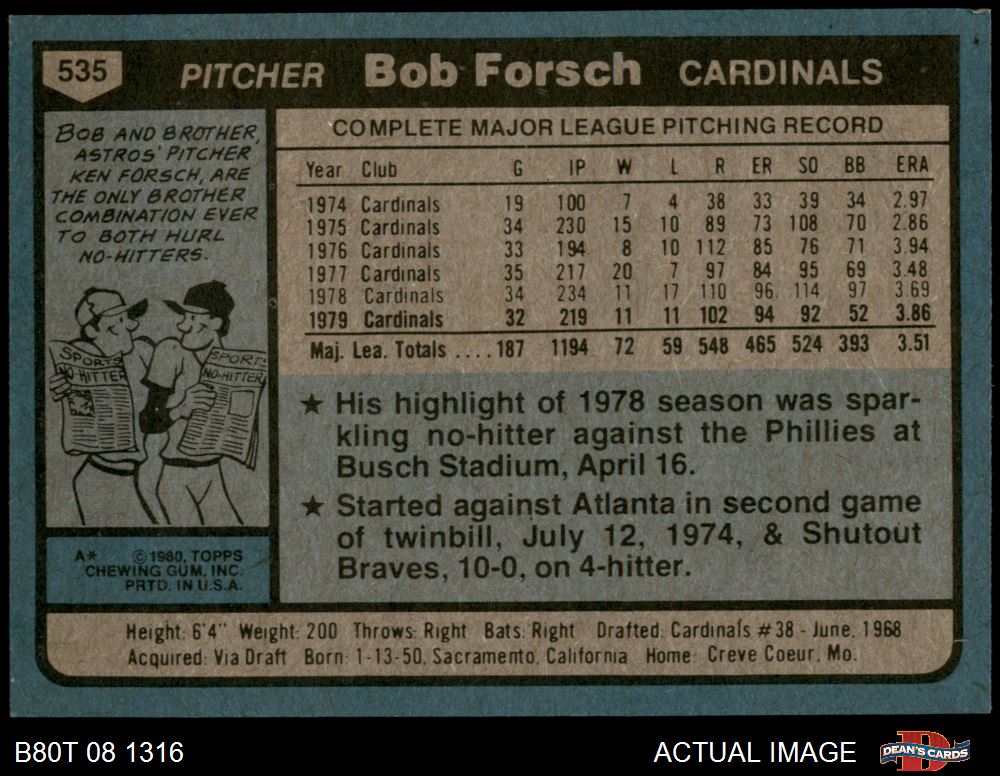 535 PITCHER Bob Forsch CARDINALS
BOB AND BROTHER,
ASTROS' PITCHER
KEN FORSCH, ARE
THE ONLY BROTHER
COMBINATION EVER
TO BOTH HURL
NO-HITTERS.
SPORTS
NO-HITTER
SPORTS
NO-HITTER
A* © 1980, TOPPS
CHEWING GUM, INC.
PRTD. IN U.S.A.
COMPLETE MAJOR LEAGUE PITCHING RECORD
Year Club G IP W L R ER SO BB ERA
1974 Cardinals 19 100 7 4 38 33 39 34 2.97
1975 Cardinals 34 230 15 10 89 73 108 70 2.86
1976 Cardinals 33 194 8 10 112 85 76 71 3.94
1977 Cardinals 35 217 20 7 97 84 95 69 3.48
1978 Cardinals 34 234 11 17 110 96 114 97 3.69
1979 Cardinals 32 219 11 11 102 94 92 52 3.86
Maj. Lea. Totals .... 187 1194 72 59 548 465 524 393 3.51
★ His highlight of 1978 season was spar-
kling no-hitter against the Phillies at
Busch Stadium, April 16.
★ Started against Atlanta in second game
of twinbill, July 12, 1974, & Shutout
Braves, 10-0, on 4-hitter.
Height: 6'4" Weight: 200 Throws: Right Bats: Right Drafted: Cardinals #38 - June, 1968
Acquired: Via Draft Born: 1-13-50, Sacramento, California Home: Creve Coeur, Mo.
B80T 08 1316
ACTUAL IMAGE
D
DEAN'S CARDS